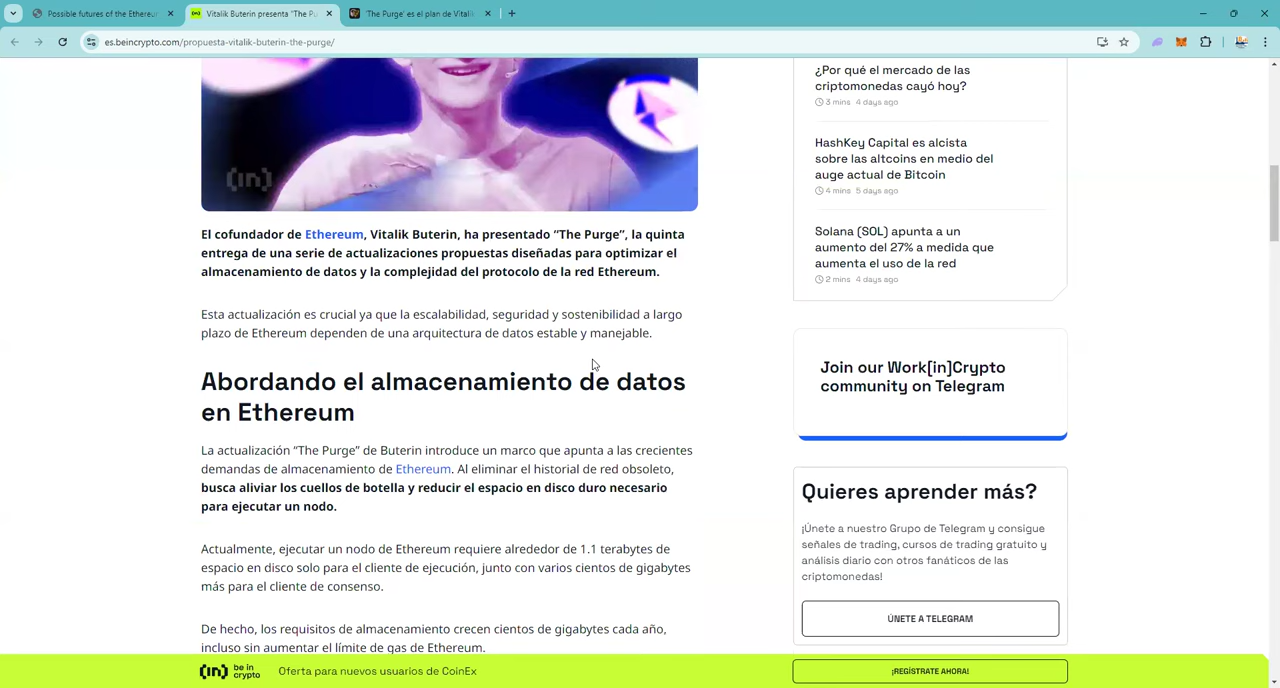 Possible futures of the Ethereur
Vitalik Buterin presenta “The Pu
'The Purge' es el plan de Vitalik
es.beincrypto.com/propuesta-vitalik-buterin-the-purge/
(in)
El cofundador de Ethereum, Vitalik Buterin, ha presentado “The Purge”, la quinta
entrega de una serie de actualizaciones propuestas diseñadas para optimizar el
almacenamiento de datos y la complejidad del protocolo de la red Ethereum.
Esta actualización es crucial ya que la escalabilidad, seguridad y sostenibilidad a largo
plazo de Ethereum dependen de una arquitectura de datos estable y manejable.
Abordando el almacenamiento de datos
en Ethereum
La actualización “The Purge” de Buterin introduce un marco que apunta a las crecientes
demandas de almacenamiento de Ethereum. Al eliminar el historial de red obsoleto,
busca aliviar los cuellos de botella y reducir el espacio en disco duro necesario
para ejecutar un nodo.
Actualmente, ejecutar un nodo de Ethereum requiere alrededor de 1.1 terabytes de
espacio en disco solo para el cliente de ejecución, junto con varios cientos de gigabytes
más para el cliente de consenso.
De hecho, los requisitos de almacenamiento crecen cientos de gigabytes cada año,
incluso sin aumentar el límite de gas de Ethereum.
¿Por qué el mercado de las
criptomonedas cayó hoy?
3 mins 4 days ago
HashKey Capital es alcista
sobre las altcoins en medio del
auge actual de Bitcoin
4 mins 5 days ago
Solana (SOL) apunta a un
aumento del 27% a medida que
aumenta el uso de la red
2 mins 4 days ago
Join our Work[in]Crypto
community on Telegram
Quieres aprender más?
¡Únete a nuestro Grupo de Telegram y consigue
señales de trading, cursos de trading gratuito y
análisis diario con otros fanáticos de las
criptomonedas!
ÚNETE A TELEGRAM
(in) be in
crypto
Oferta para nuevos usuarios de CoinEx
¡REGÍSTRATE AHORA!